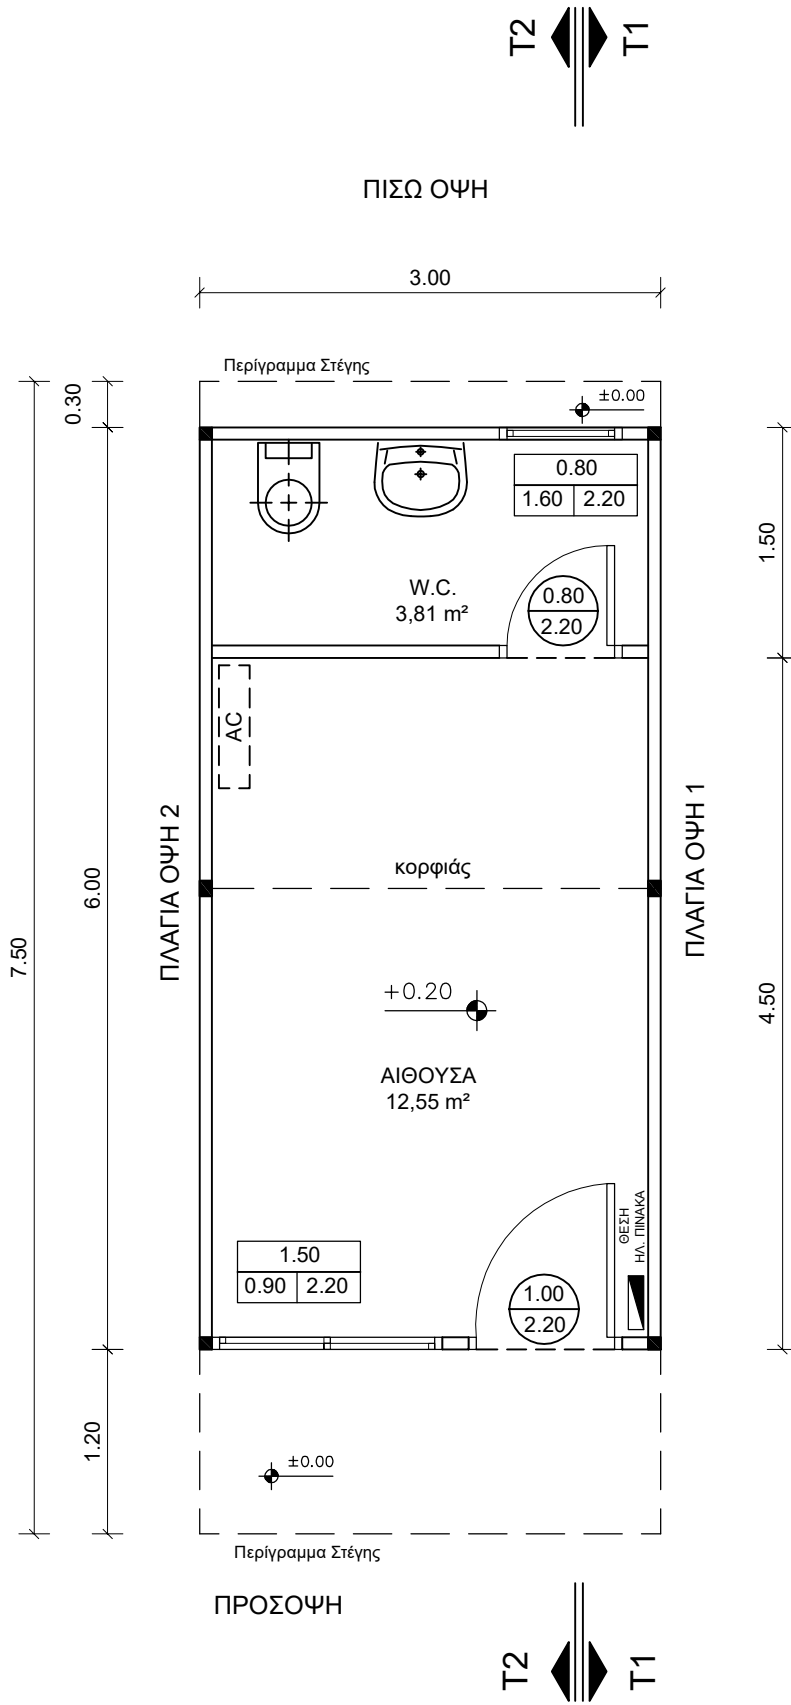 T2 T1
ΠΙΣΩ ΟΨΗ
3.00
Περίγραμμα Στέγης
0.30
±0.00
0.80
1.60 2.20
1.50
W.C.
3,81 m²
0.80
2.20
AC
ΠΛΑΓΙΑ ΟΨΗ 2
ΠΛΑΓΙΑ ΟΨΗ 1
κορφιάς
6.00
7.50
+0.20
4.50
ΑΙΘΟΥΣΑ
12,55 m²
ΘΕΣΗ
ΗΛ. ΠΙΝΑΚΑ
1.50
0.90 2.20
1.00
2.20
1.20
±0.00
Περίγραμμα Στέγης
ΠΡΟΣΟΨΗ
T2 T1